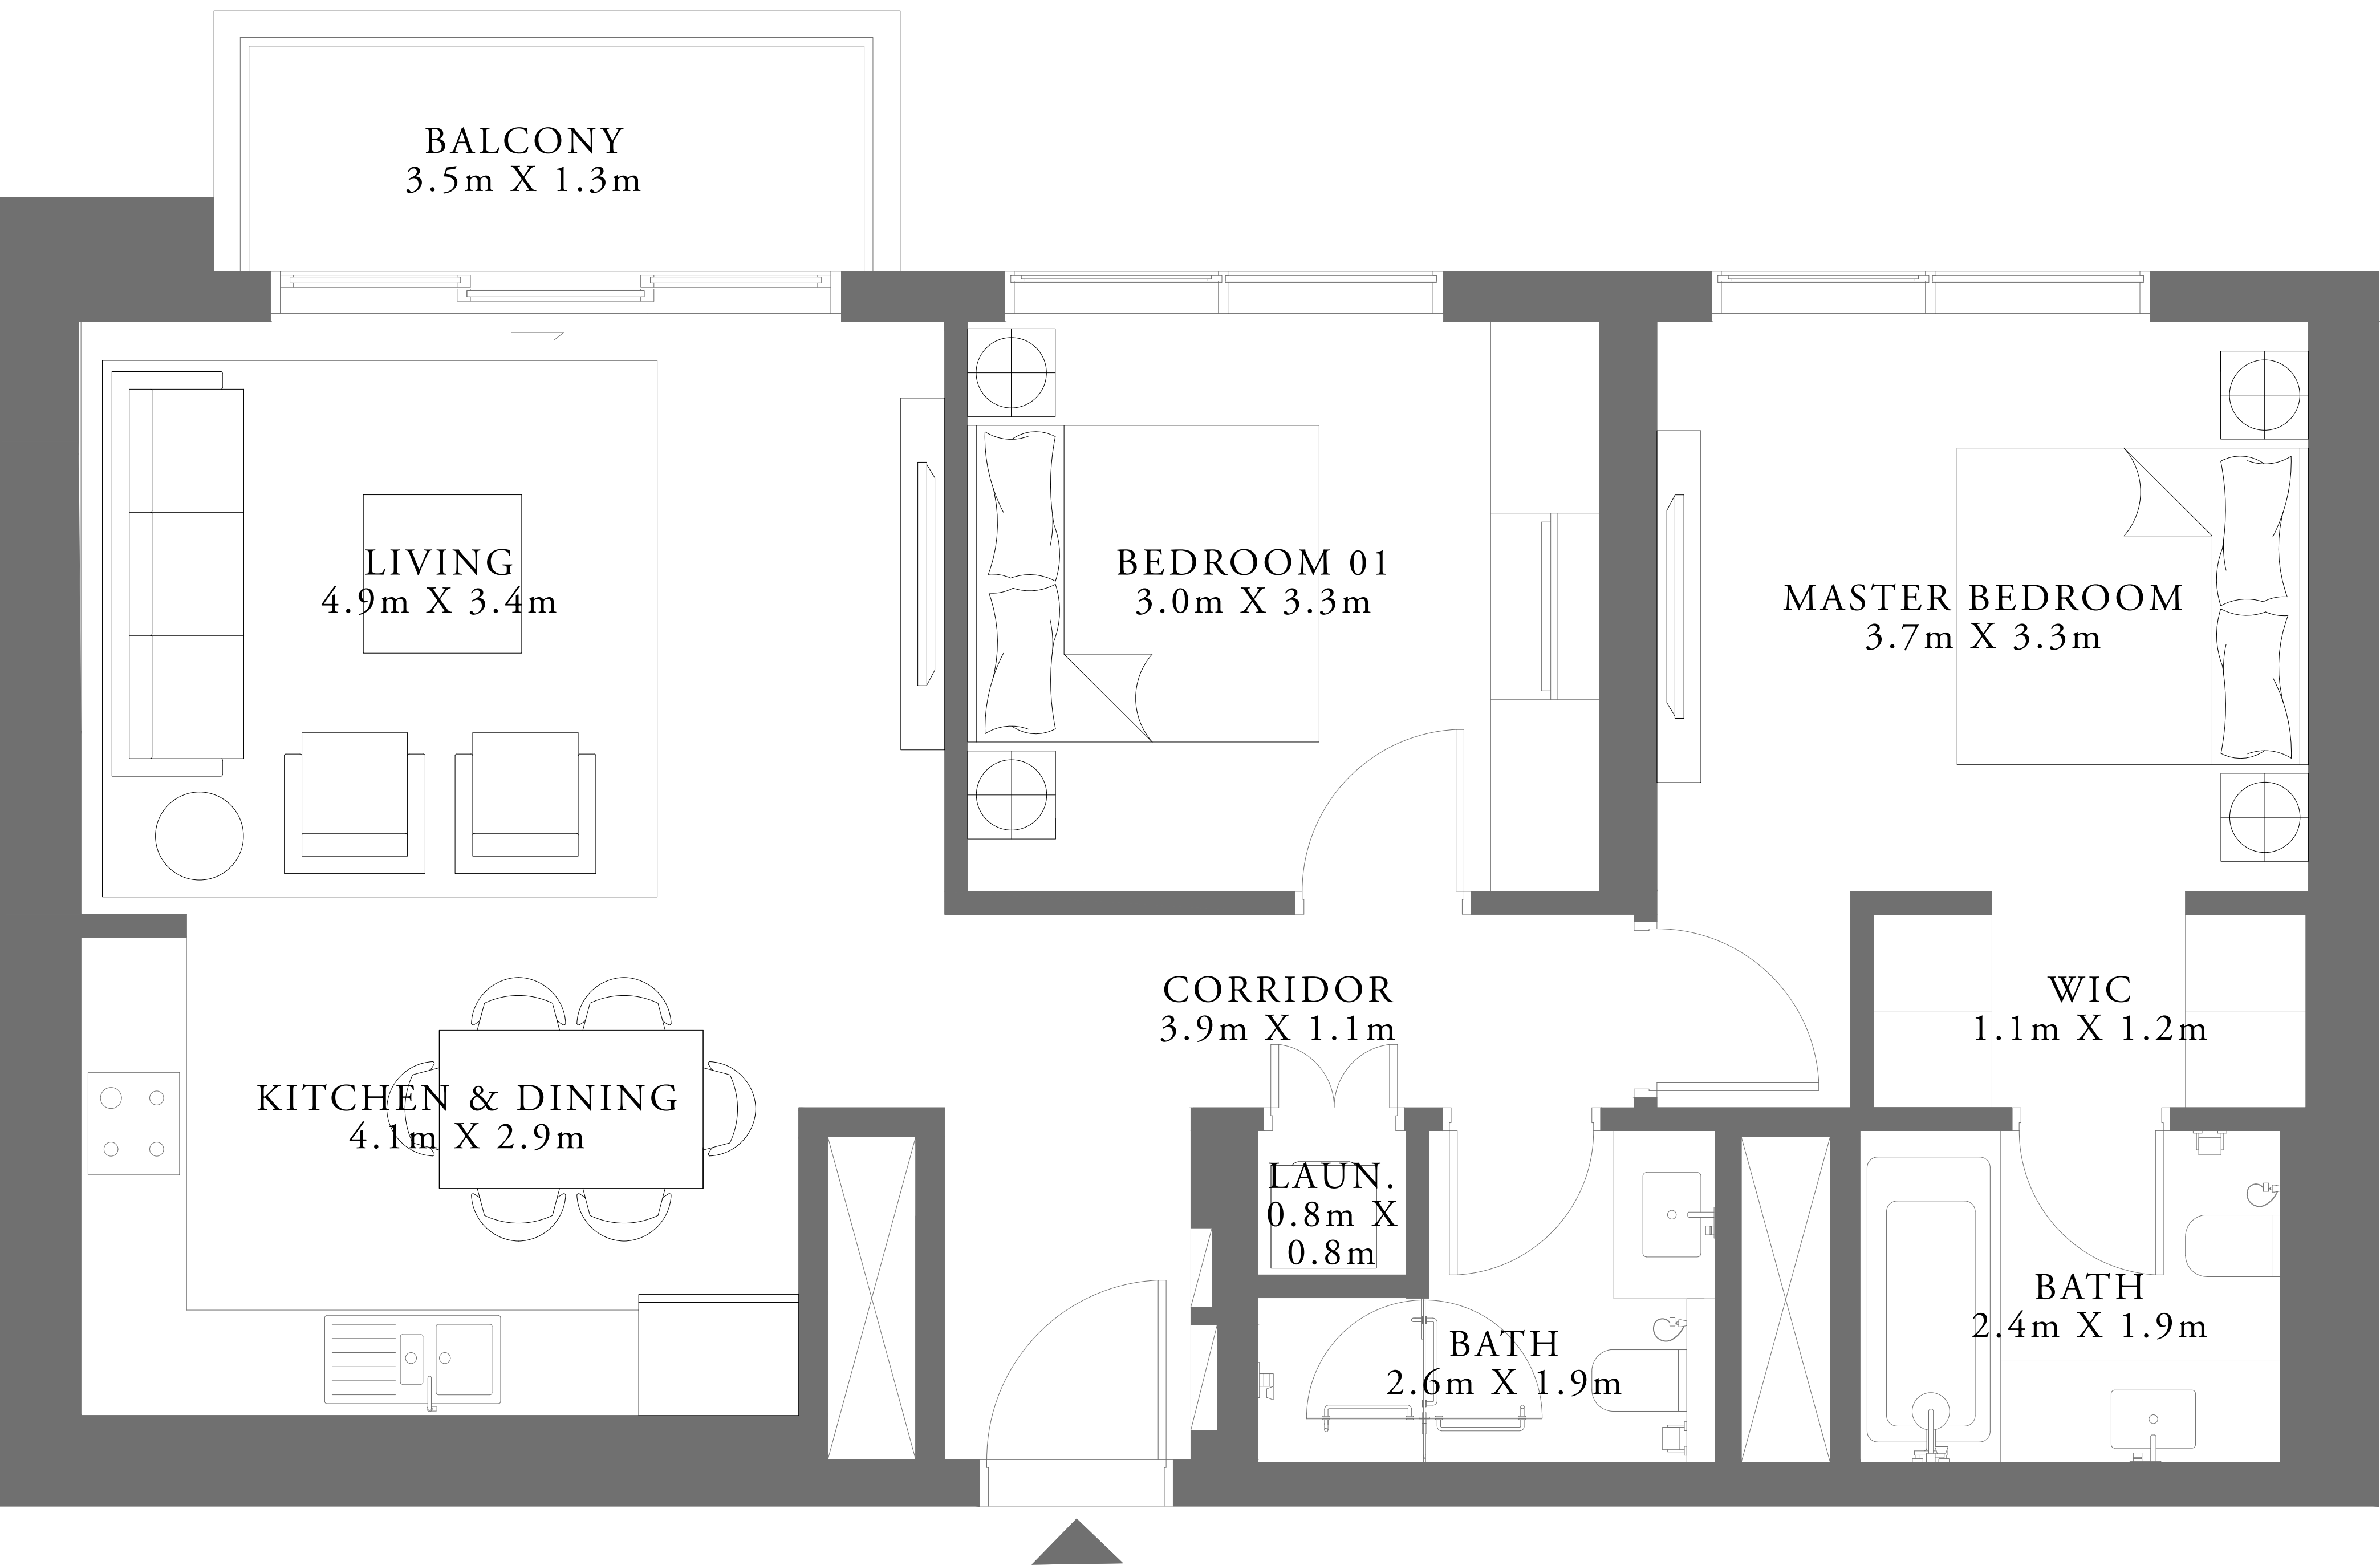 BALCONY
3.5m X 1.3m
LIVING
4.9m X 3.4m
BEDROOM 01
3.0m X 3.3m
MASTER BEDROOM
3.7m X 3.3m
CORRIDOR
3.9m X 1.1m
WIC
1.1m X 1.2m
KITCHEN & DINING
4.1m X 2.9m
LAUN.
0.8m X
0.8m
BATH
2.6m X 1.9m
BATH
2.4m X 1.9m